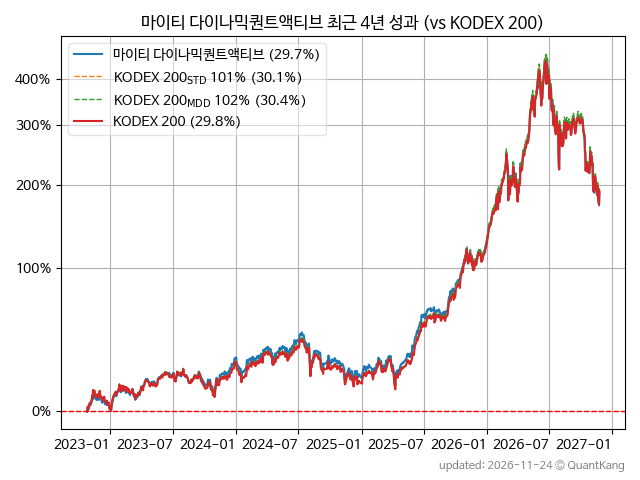 마이티 다이나믹퀀트액티브 최근 4년 성과 (vs KODEX 200)
마이티 다이나믹퀀트액티브 (29.7%)
KODEX 200STD 101% (30.1%)
KODEX 200MDD 102% (30.4%)
KODEX 200 (29.8%)
400%
300%
200%
100%
0%
2023-01 2023-07 2024-01 2024-07 2025-01 2025-07 2026-01 2026-07 2027-01
updated: 2026-11-24 © QuantKang